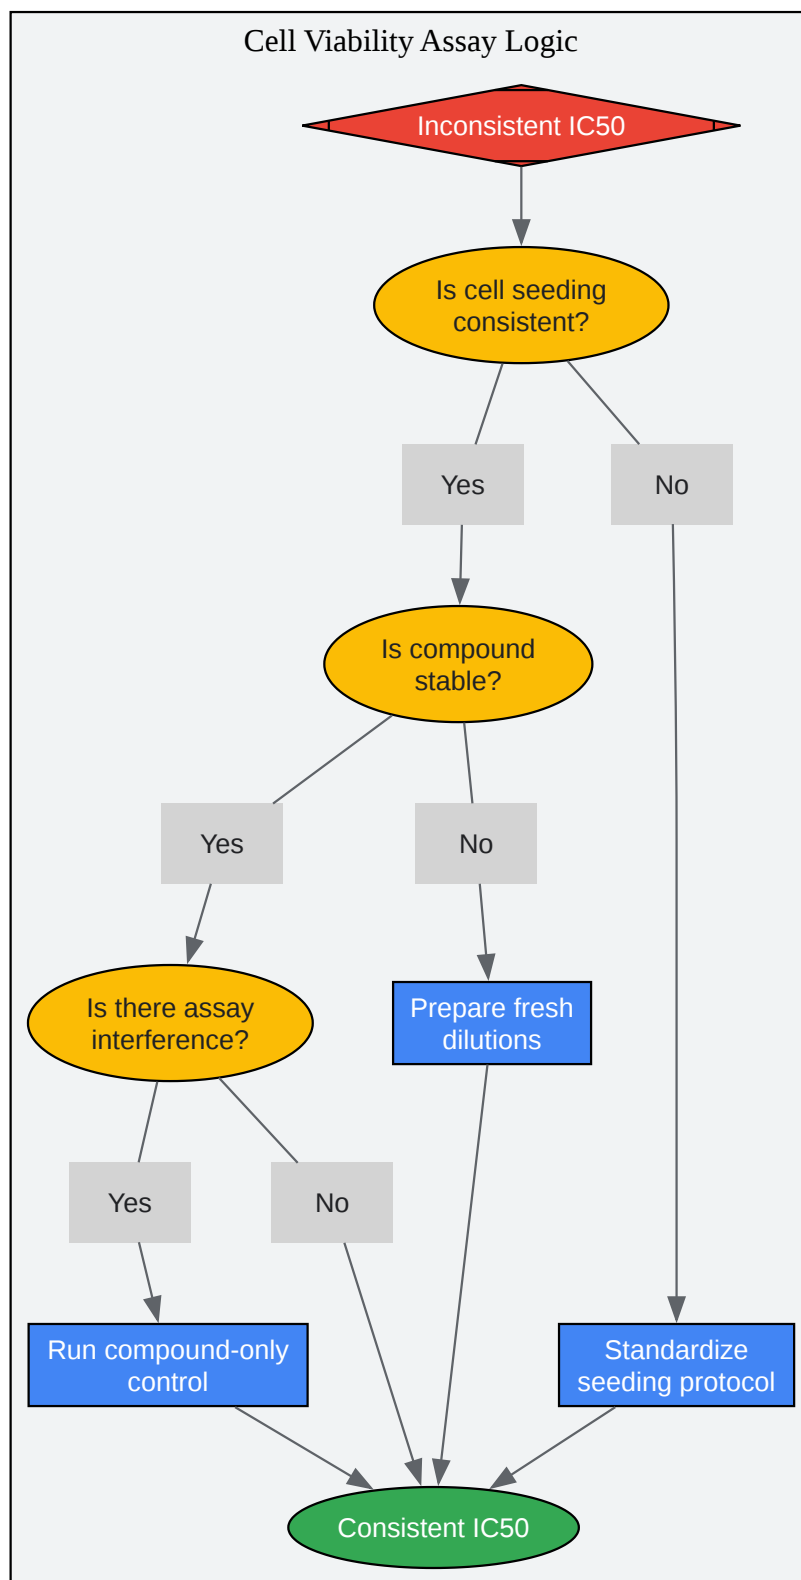 Cell Viability Assay Logic
Inconsistent IC50
Is cell seeding
consistent?
Yes
No
Is compound
stable?
Yes
No
Is there assay
interference?
Prepare fresh
dilutions
Yes
No
Run compound-only
control
Standardize
seeding protocol
Consistent IC50